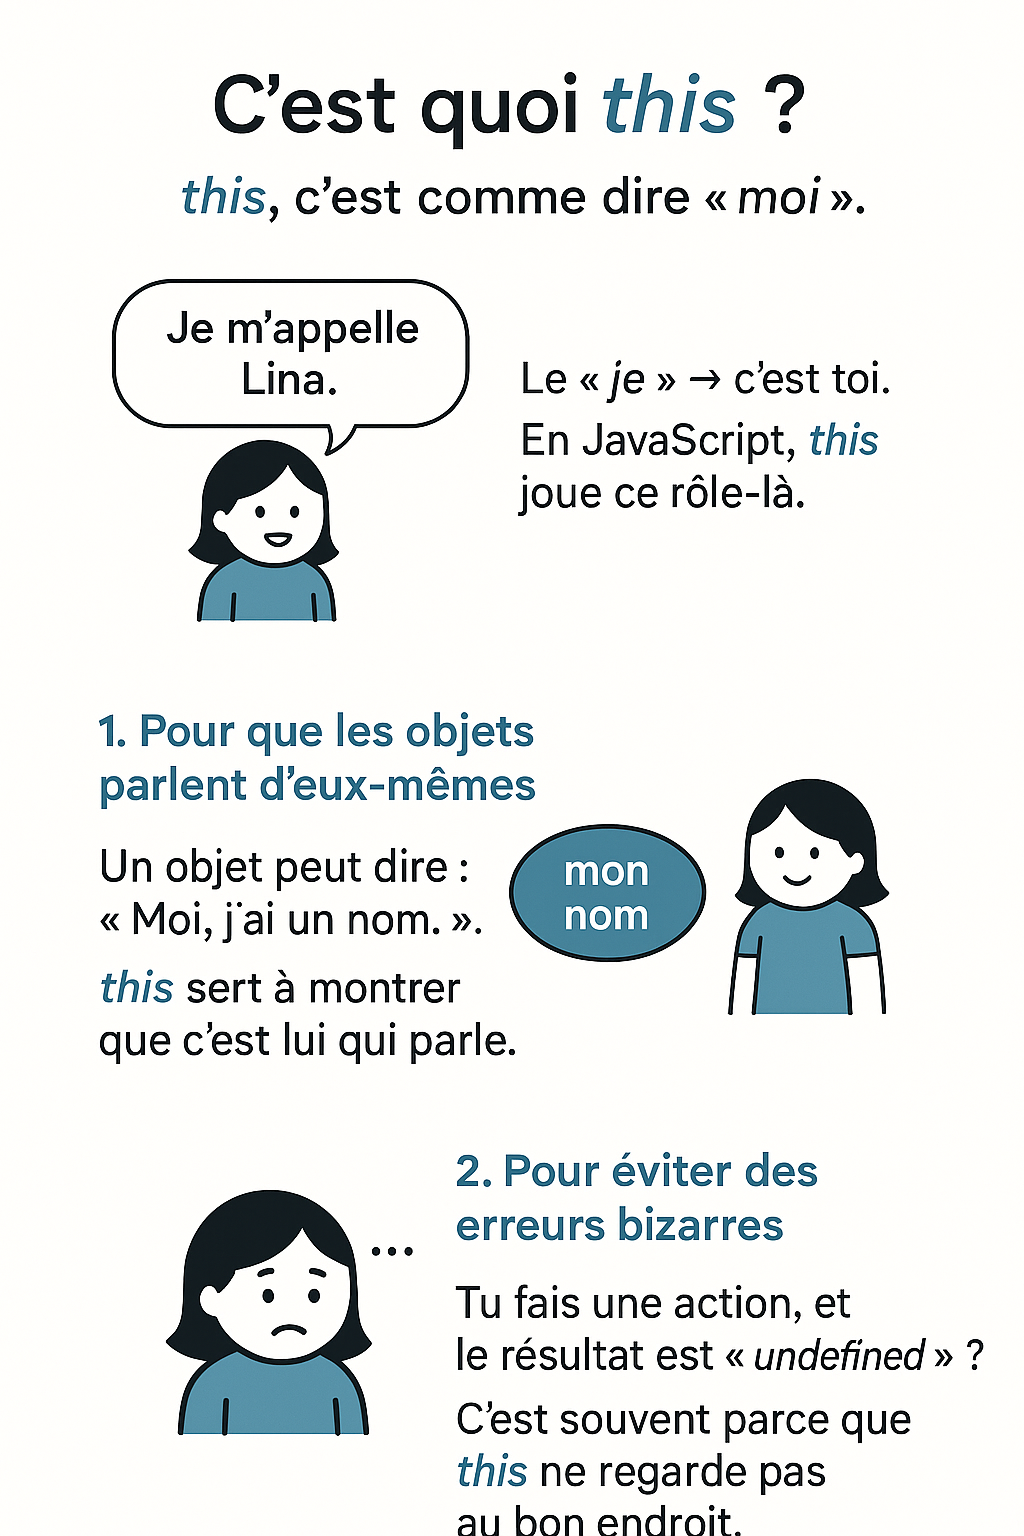 C’est quoi this ?
this, c’est comme dire « moi ».
Je m’appelle
Lina.
Le « je » → c’est toi.
En JavaScript, this
joue ce rôle-là.
1. Pour que les objets
parlent d’eux-mêmes
Un objet peut dire :
« Moi, j’ai un nom. ».
this sert à montrer
que c’est lui qui parle.
mon
nom
...
2. Pour éviter des
erreurs bizarres
Tu fais une action, et
le résultat est « undefined » ?
C’est souvent parce que
this ne regarde pas
au bon endroit.